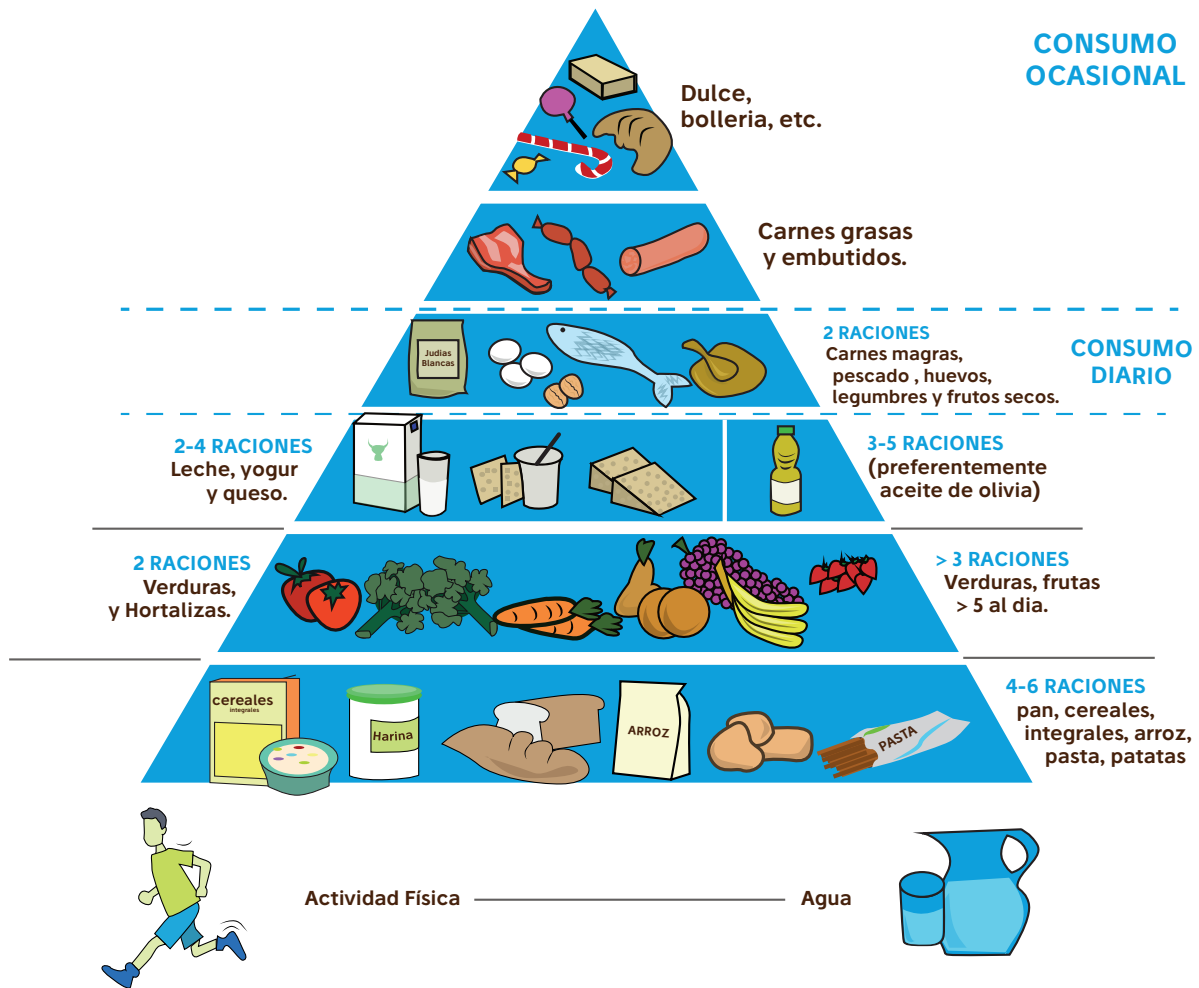 CONSUMO
OCASIONAL
Dulce,
bolleria, etc.
Carnes grasas
y embutidos.
2 RACIONES
Carnes magras,
pescado , huevos,
legumbres y frutos secos.
CONSUMO
DIARIO
Judias
Blancas
2-4 RACIONES
Leche, yogur
y queso.
3-5 RACIONES
(preferentemente
aceite de olivia)
2 RACIONES
Verduras,
y Hortalizas.
> 3 RACIONES
Verduras, frutas
> 5 al dia.
4-6 RACIONES
pan, cereales,
integrales, arroz,
pasta, patatas
cereales
integrales
Harina
ARROZ
PASTA
Actividad Física
Agua